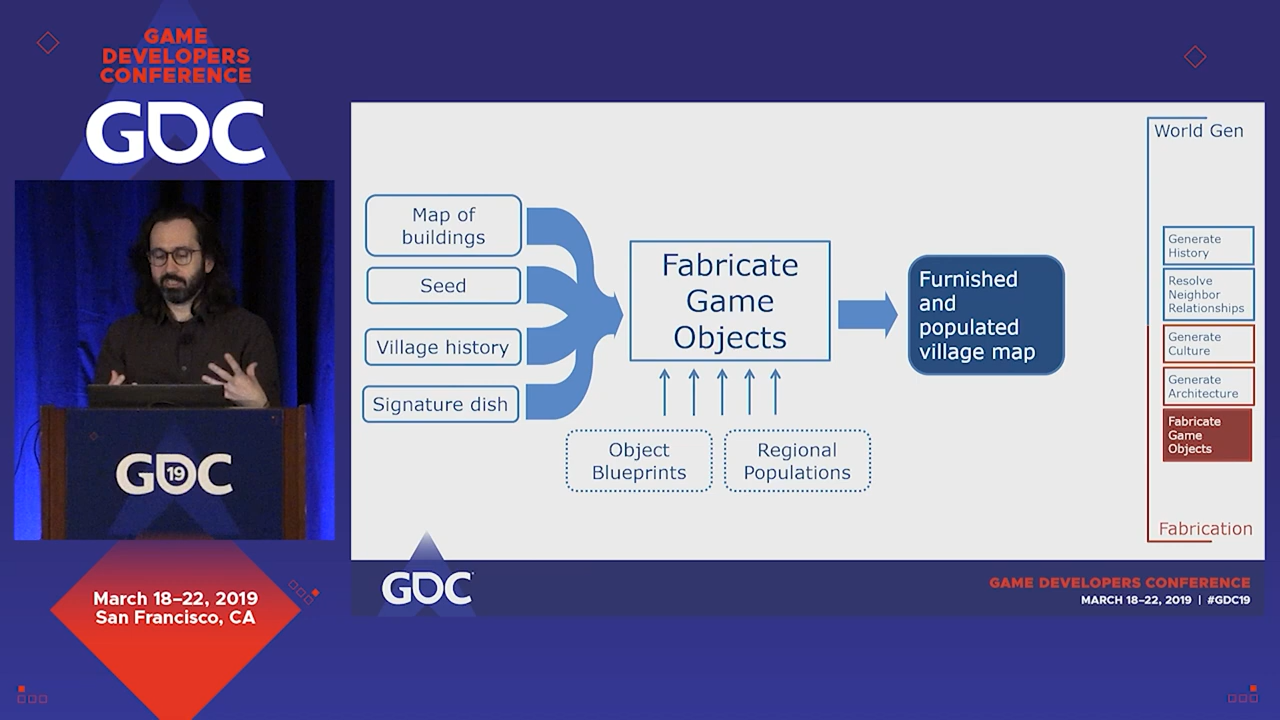 GAME
DEVELOPERS
CONFERENCE
GDC
GDC
19
March 18–22, 2019
San Francisco, CA
Map of
buildings
Seed
Village history
Signature dish
Fabricate
Game
Objects
Object
Blueprints
Regional
Populations
Furnished
and
populated
village map
World Gen
Generate
History
Resolve
Neighbor
Relationships
Generate
Culture
Generate
Architecture
Fabricate
Game
Objects
Fabrication
GDC
GAME DEVELOPERS CONFERENCE
MARCH 18–22, 2019 | #GDC19